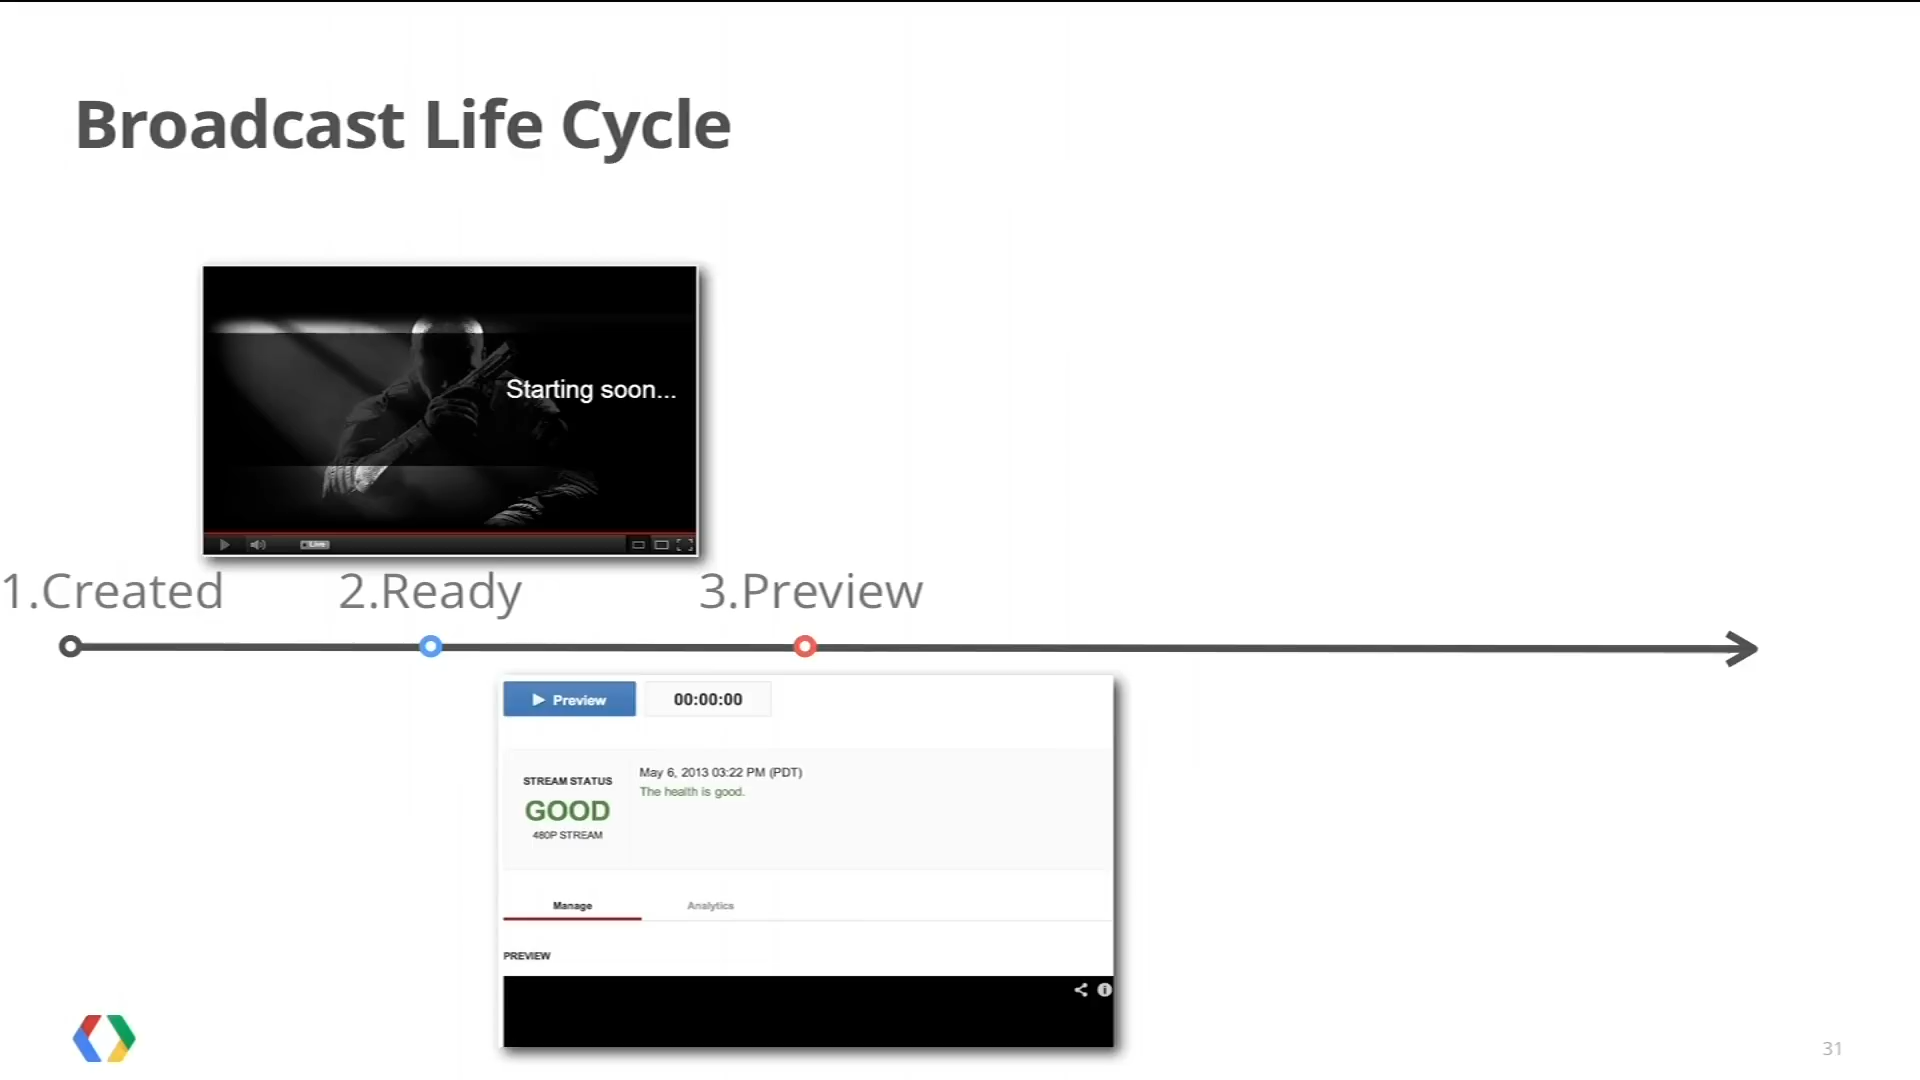 Broadcast Life Cycle
Starting soon...
Live
1.Created
2.Ready
3.Preview
Preview
00:00:00
STREAM STATUS
GOOD
480P STREAM
May 6, 2013 03:22 PM (PDT)
The health is good.
Manage
Analytics
PREVIEW
31